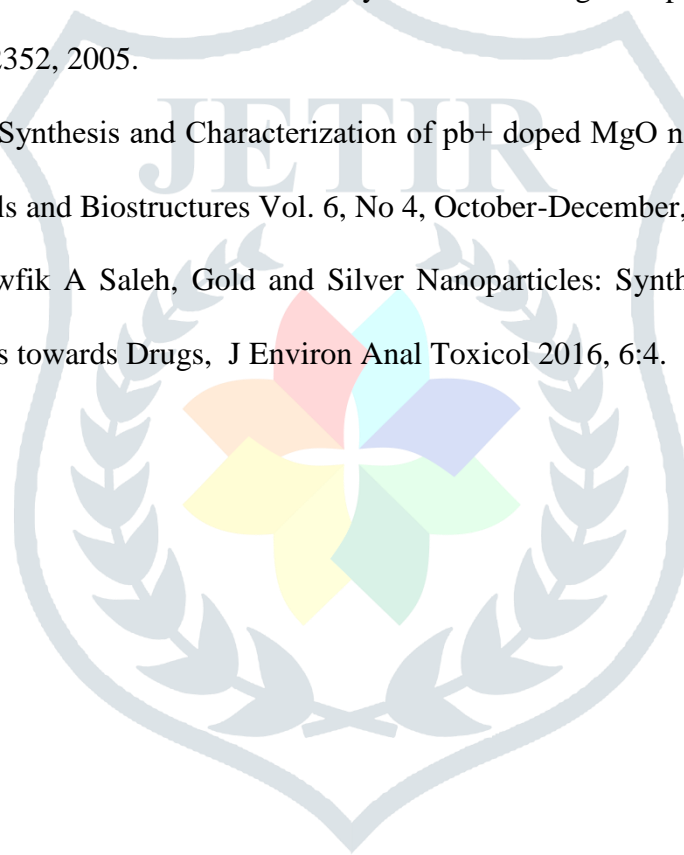 2352, 2005.
JETIR
Synthesis and Characterization of pb+ doped MgO n
ls and Biostructures Vol. 6, No 4, October-December,
wfik A Saleh, Gold and Silver Nanoparticles: Synth
s towards Drugs, J Environ Anal Toxicol 2016, 6:4.